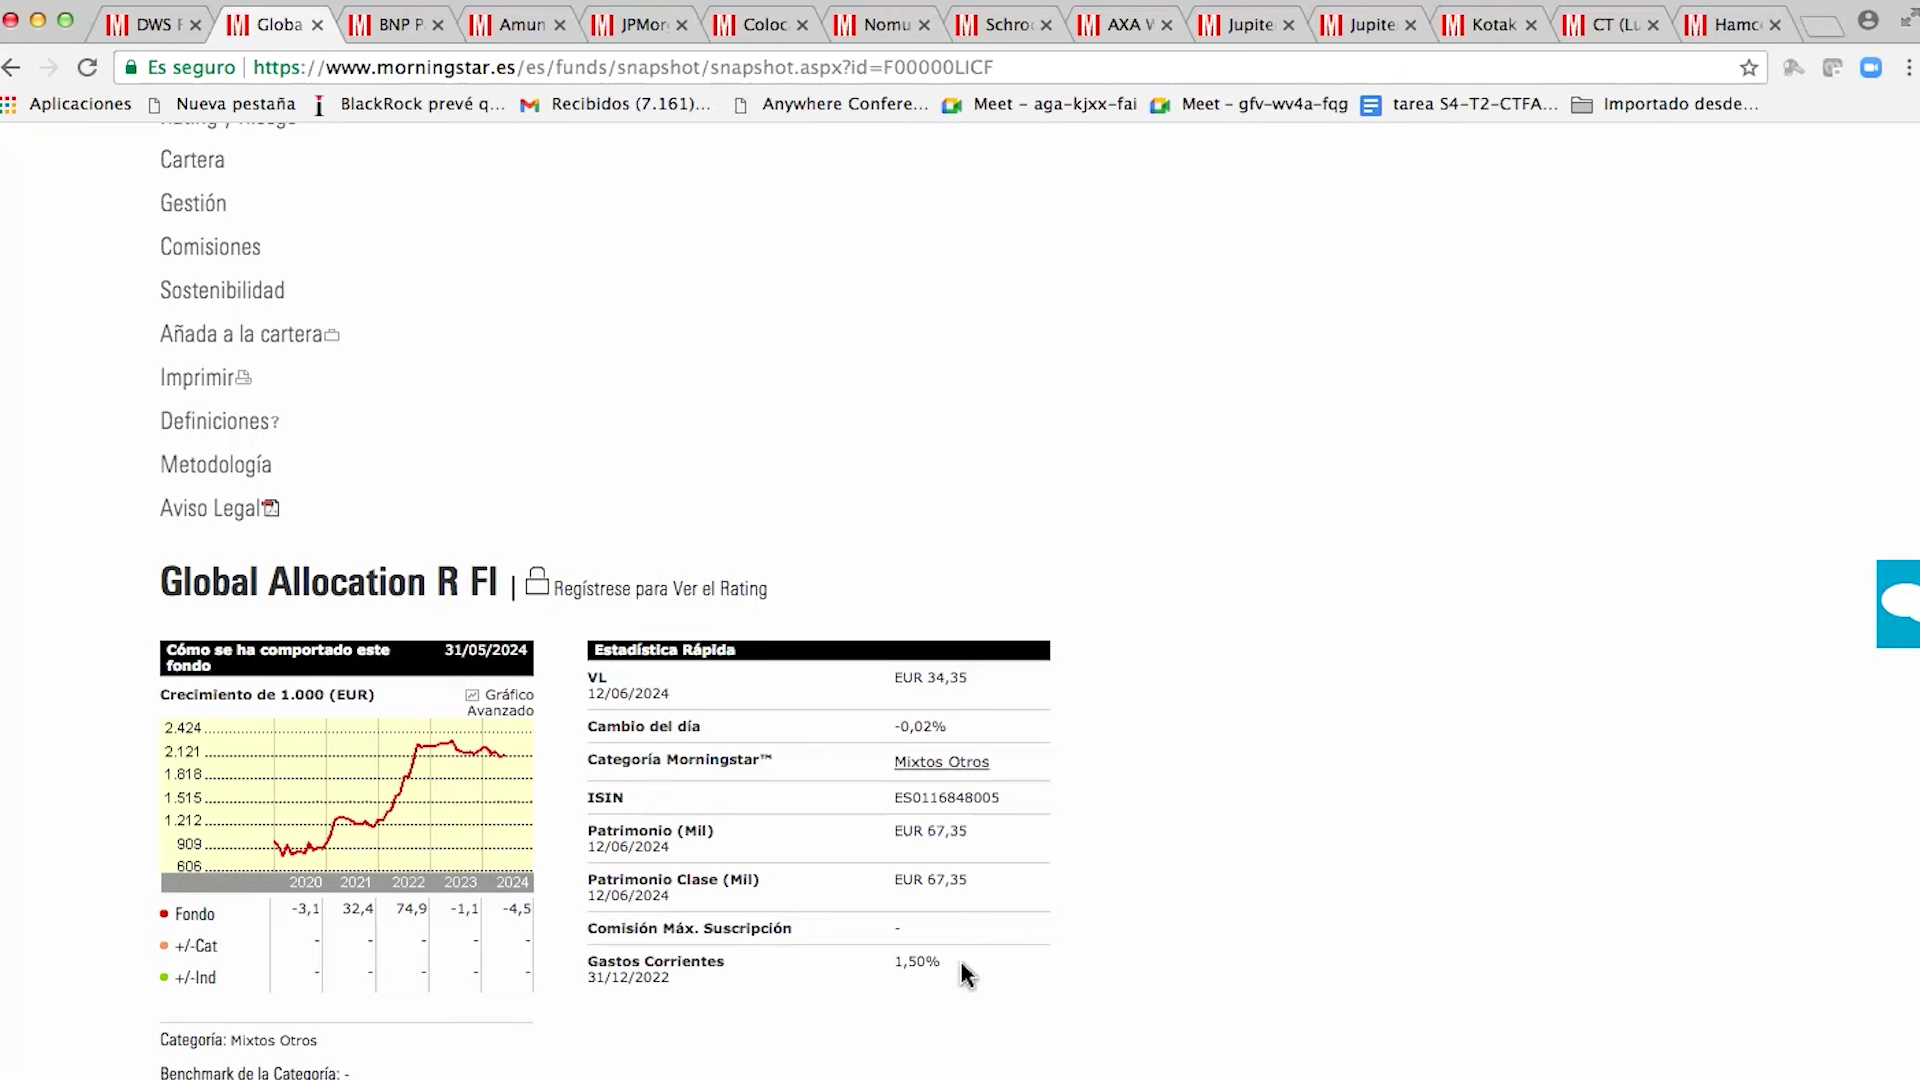 DWS F
Globa
BNP P
Amun
JPMor
Coloc
Nomu
Schro
AXA V
Jupite
Jupite
Kotak
CT (Lu
Hamc
Es seguro
https://www.morningstar.es/es/funds/snapshot/snapshot.aspx?id=F00000LICF
Aplicaciones
Nueva pestaña
BlackRock prevé q...
Recibidos (7.161)...
Anywhere Confere...
Meet – aga-kjxx-fai
Meet – gfv-wv4a-fqg
tarea S4-T2-CTFA...
Importado desde...
Cartera
Gestión
Comisiones
Sostenibilidad
Añada a la cartera
Imprimir
Definiciones?
Metodología
Aviso Legal
Global Allocation R FI | Regístrese para Ver el Rating
Cómo se ha comportado este fondo 31/05/2024
Crecimiento de 1.000 (EUR) Gráfico Avanzado
2.424
2.121
1.818
1.515
1.212
909
606
2020 2021 2022 2023 2024
Fondo -3,1 32,4 74,9 -1,1 -4,5
+/-Cat - - - - -
+/-Ind - - - - -
Categoría: Mixtos Otros
Benchmark de la Categoría: -
Estadística Rápida
VL EUR 34,35
12/06/2024
Cambio del día -0,02%
Categoría Morningstar™ Mixtos Otros
ISIN ES0116848005
Patrimonio (Mil) EUR 67,35
12/06/2024
Patrimonio Clase (Mil) EUR 67,35
12/06/2024
Comisión Máx. Suscripción -
Gastos Corrientes 1,50%
31/12/2022